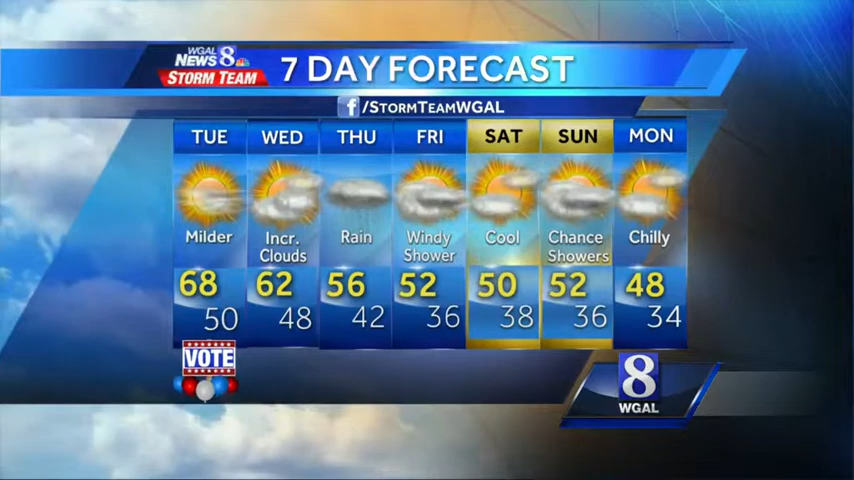 WGAL
NEWS 8
STORM TEAM
7 DAY FORECAST
f/STORMTEAMWGAL
TUE WED THU FRI SAT SUN MON
Milder Incr. Clouds Rain Windy Shower Cool Chance Showers Chilly
68 62 56 52 50 52 48
50 48 42 36 38 36 34
VOTE
8
WGAL